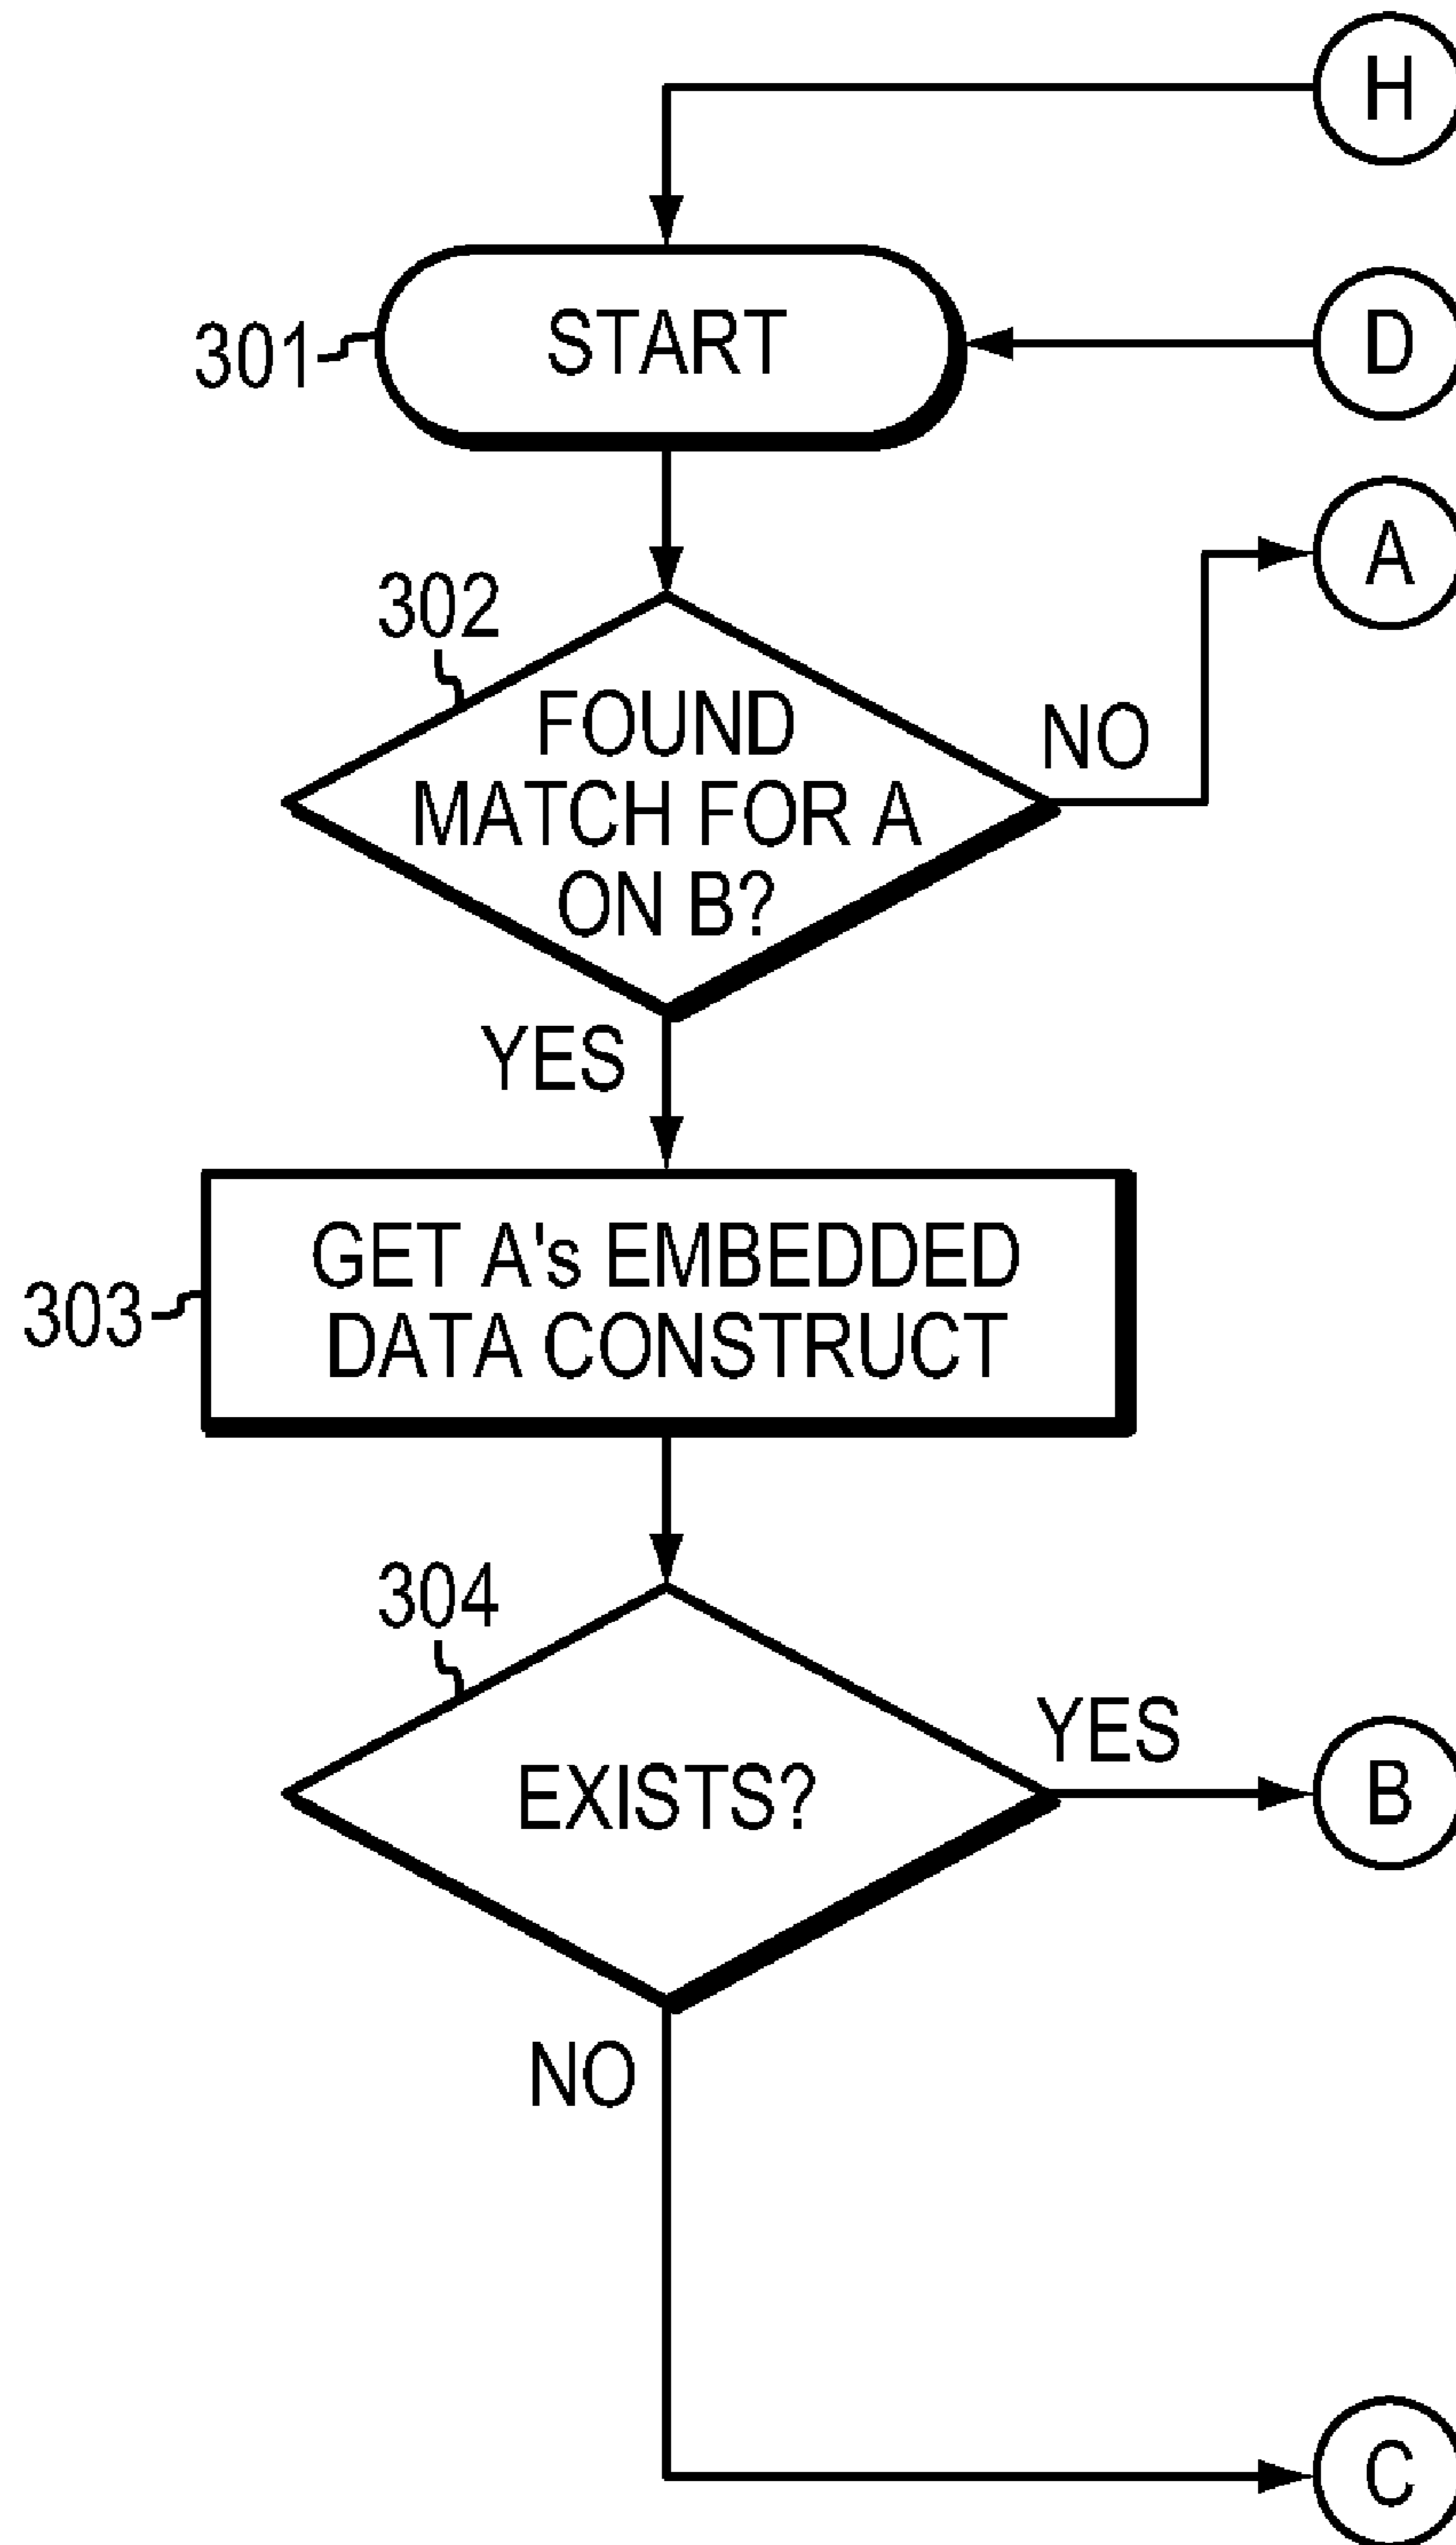 H
301
START
D
A
302
FOUND
MATCH FOR A
ON B?
NO
YES
303
GET A's EMBEDDED
DATA CONSTRUCT
304
EXISTS?
YES
B
NO
C